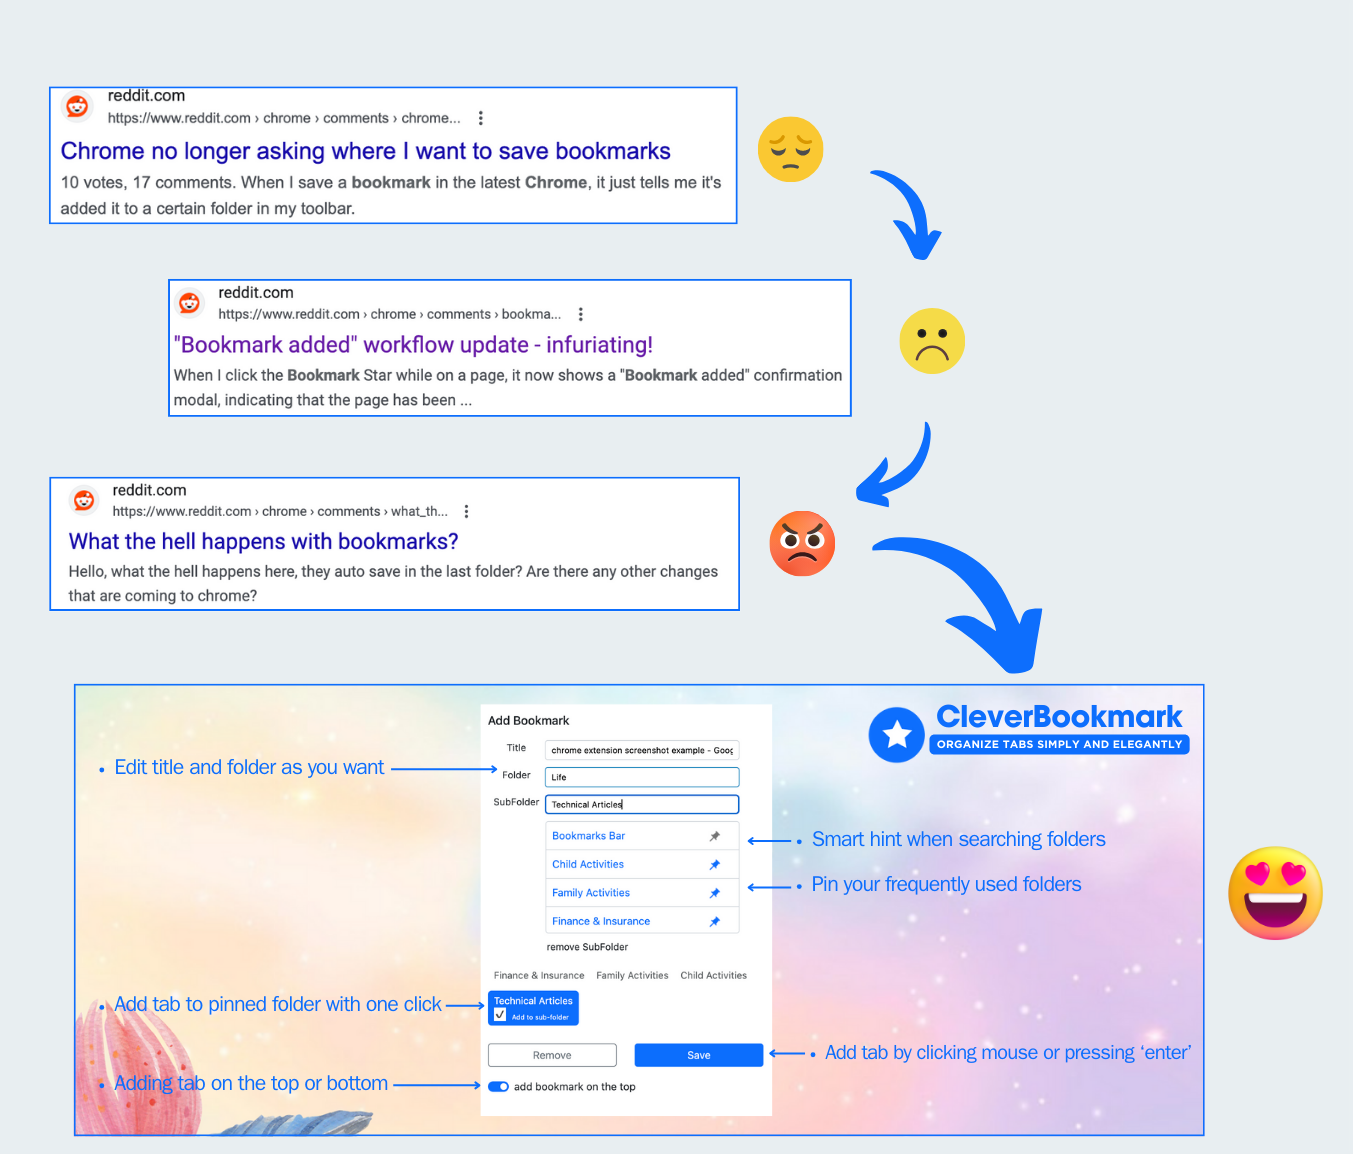 reddit.com
https://www.reddit.com › chrome › comments › chrome...
Chrome no longer asking where I want to save bookmarks
10 votes, 17 comments. When I save a bookmark in the latest Chrome, it just tells me it's
added it to a certain folder in my toolbar.
reddit.com
https://www.reddit.com › chrome › comments › bookma...
"Bookmark added" workflow update - infuriating!
When I click the Bookmark Star while on a page, it now shows a "Bookmark added" confirmation
modal, indicating that the page has been ...
reddit.com
https://www.reddit.com › chrome › comments › what_th...
What the hell happens with bookmarks?
Hello, what the hell happens here, they auto save in the last folder? Are there any other changes
that are coming to chrome?
CleverBookmark
ORGANIZE TABS SIMPLY AND ELEGANTLY
Add Bookmark
Title chrome extension screenshot example - Goog
• Edit title and folder as you want
Folder Life
SubFolder Technical Articles
Bookmarks Bar
• Smart hint when searching folders
Child Activities
• Pin your frequently used folders
Family Activities
Finance & Insurance
remove SubFolder
Finance & Insurance Family Activities Child Activities
• Add tab to pinned folder with one click
Technical Articles
Add to sub-folder
Remove Save
• Add tab by clicking mouse or pressing ‘enter’
• Adding tab on the top or bottom
add bookmark on the top